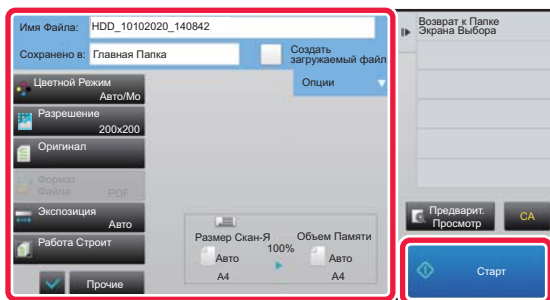 Имя Файла:
HDD_10102020_140842
Сохранено в:
Главная Папка
Создать
загружаемый файл
Опции
Цветной Режим
Авто/Мо
Разрешение
200x200
Оригинал
Формат
Файла
PDF
Экспозиция
Авто
Работа Строит
Прочие
Размер Скан-Я
100%
Объем Памяти
Авто
A4
Авто
A4
Возврат к Папке
Экрана Выбора
Предварит.
Просмотр
CA
Старт